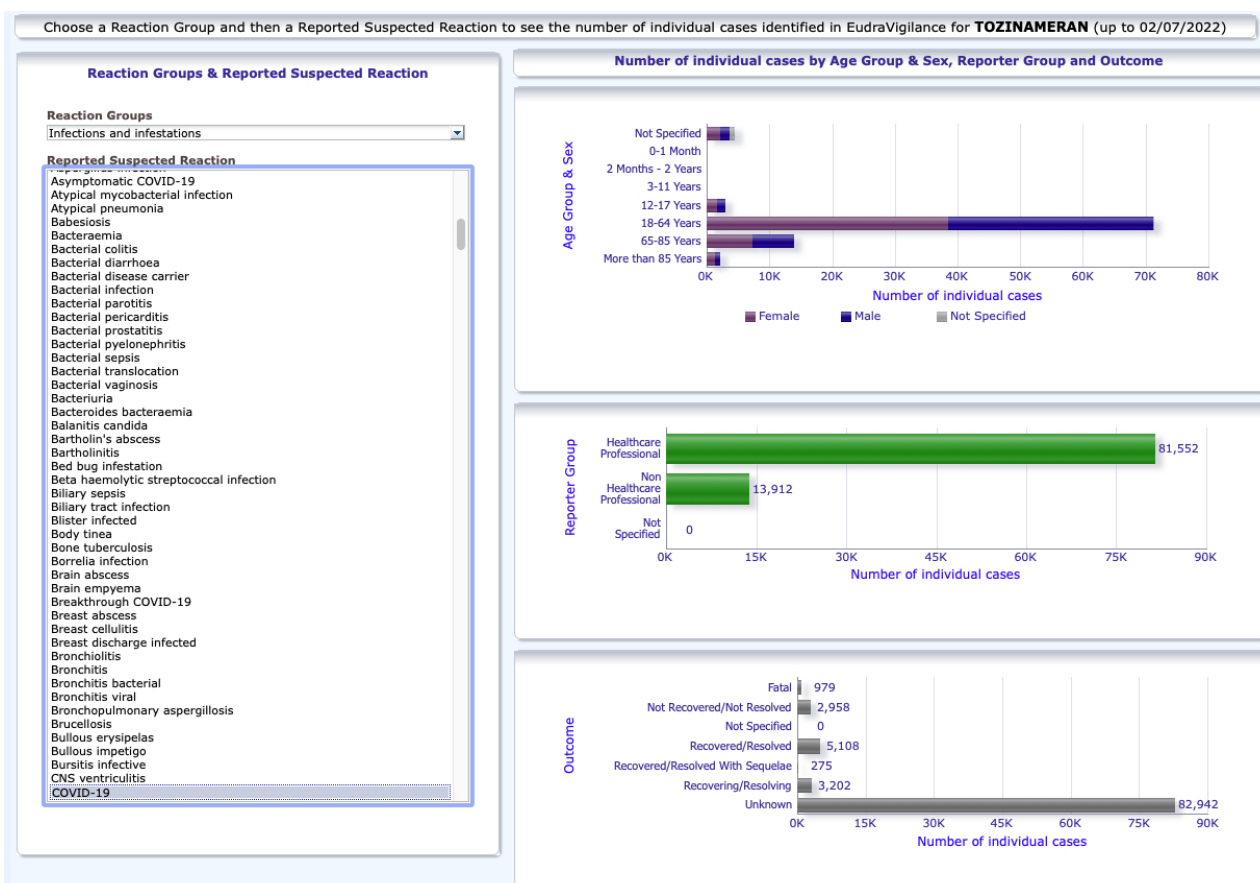 Choose a Reaction Group and then a Reported Suspected Reaction to see the number of individual cases identified in EudraVigilance for TOZINAMERAN (up to 02/07/2022)
Reaction Groups & Reported Suspected Reaction
Reaction Groups
Infections and infestations
Reported Suspected Reaction
Aspergillus infection
Asymptomatic COVID-19
Atypical mycobacterial infection
Atypical pneumonia
Babesiosis
Bacteraemia
Bacterial colitis
Bacterial diarrhoea
Bacterial disease carrier
Bacterial infection
Bacterial parotitis
Bacterial pericarditis
Bacterial prostatitis
Bacterial pyelonephritis
Bacterial sepsis
Bacterial translocation
Bacterial vaginosis
Bacteriuria
Bacteroides bacteraemia
Balanitis candida
Bartholin's abscess
Bartholinitis
Bed bug infestation
Beta haemolytic streptococcal infection
Biliary sepsis
Biliary tract infection
Blister infected
Body tinea
Bone tuberculosis
Borrelia infection
Brain abscess
Brain empyema
Breakthrough COVID-19
Breast abscess
Breast cellulitis
Breast discharge infected
Bronchiolitis
Bronchitis
Bronchitis bacterial
Bronchitis viral
Bronchopulmonary aspergillosis
Brucellosis
Bullous erysipelas
Bullous impetigo
Bursitis infective
CNS ventriculitis
COVID-19
Number of individual cases by Age Group & Sex, Reporter Group and Outcome
Age Group & Sex
Not Specified
0-1 Month
2 Months - 2 Years
3-11 Years
12-17 Years
18-64 Years
65-85 Years
More than 85 Years
0K 10K 20K 30K 40K 50K 60K 70K 80K
Number of individual cases
Female Male Not Specified
Reporter Group
Healthcare
Professional 81,552
Non
Healthcare
Professional 13,912
Not
Specified 0
0K 15K 30K 45K 60K 75K 90K
Number of individual cases
Outcome
Fatal 979
Not Recovered/Not Resolved 2,958
Not Specified 0
Recovered/Resolved 5,108
Recovered/Resolved With Sequelae 275
Recovering/Resolving 3,202
Unknown 82,942
0K 15K 30K 45K 60K 75K 90K
Number of individual cases